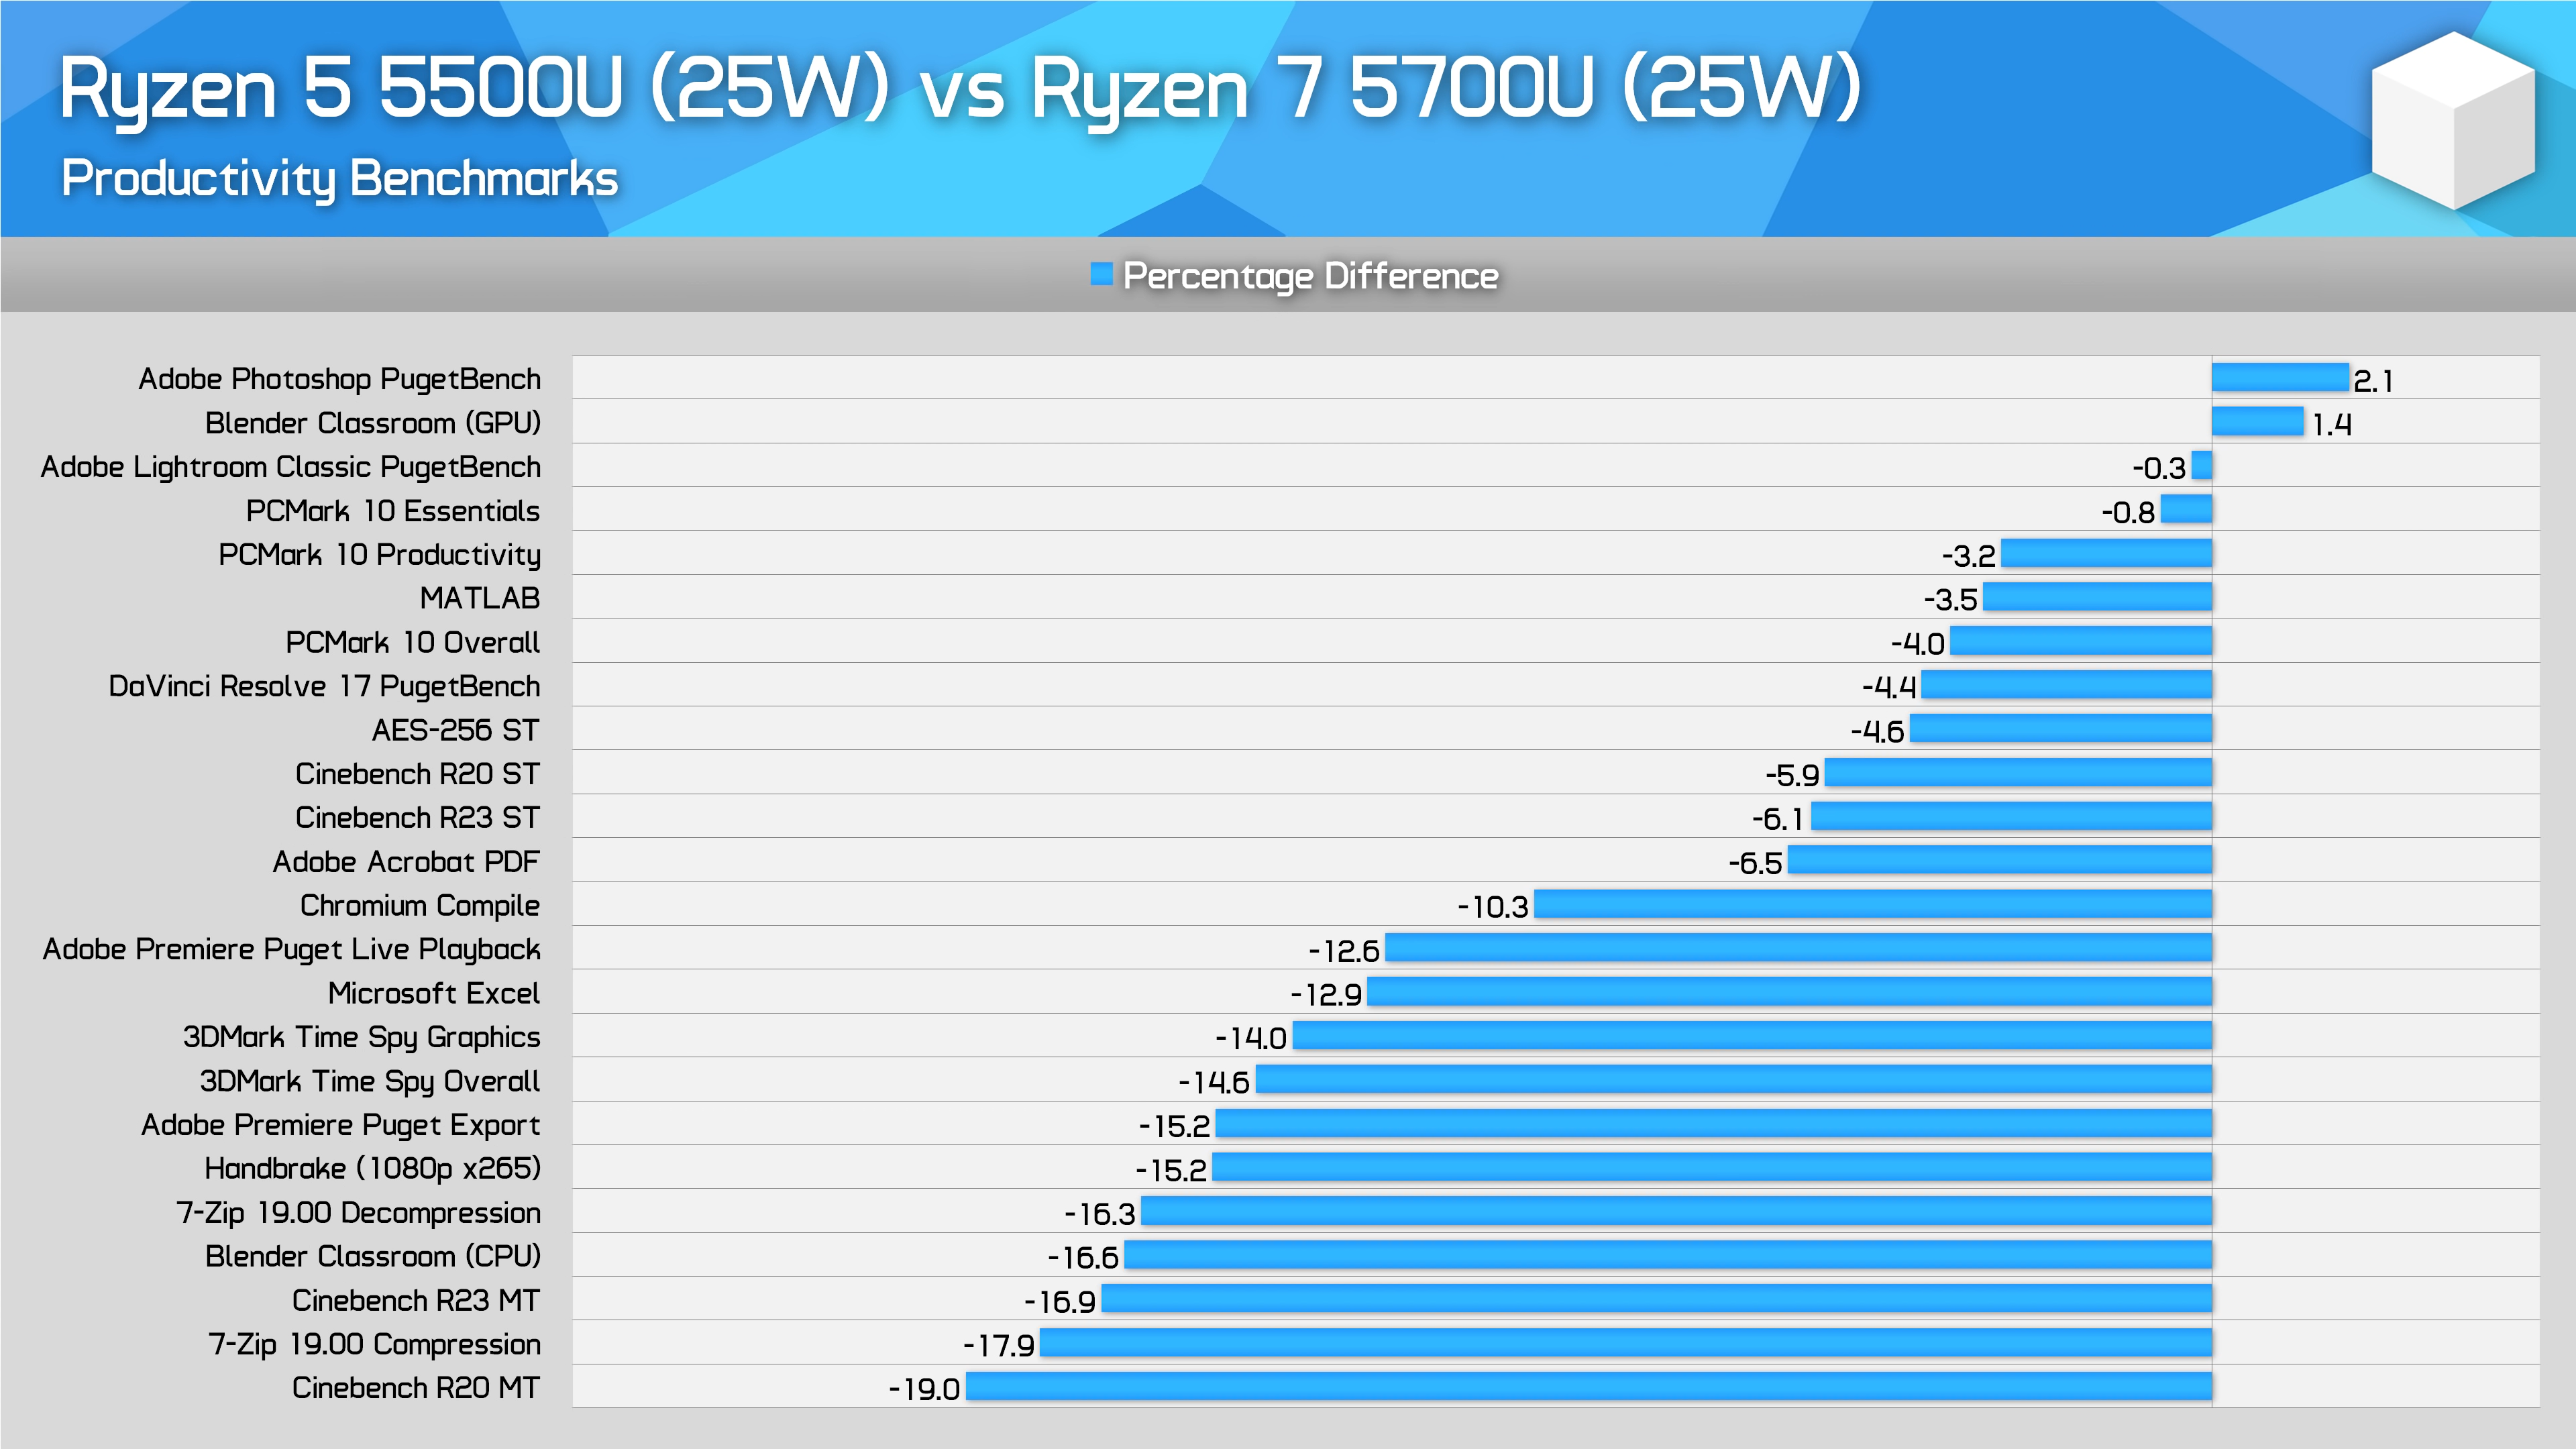 Ryzen 5 5500U (25W) vs Ryzen 7 5700U (25W)
Productivity Benchmarks
Percentage Difference
Adobe Photoshop PugetBench 2.1
Blender Classroom (GPU) 1.4
Adobe Lightroom Classic PugetBench -0.3
PCMark 10 Essentials -0.8
PCMark 10 Productivity -3.2
MATLAB -3.5
PCMark 10 Overall -4.0
DaVinci Resolve 17 PugetBench -4.4
AES-256 ST -4.6
Cinebench R20 ST -5.9
Cinebench R23 ST -6.1
Adobe Acrobat PDF -6.5
Chromium Compile -10.3
Adobe Premiere Puget Live Playback -12.6
Microsoft Excel -12.9
3DMark Time Spy Graphics -14.0
3DMark Time Spy Overall -14.6
Adobe Premiere Puget Export -15.2
Handbrake (1080p x265) -15.2
7-Zip 19.00 Decompression -16.3
Blender Classroom (CPU) -16.6
Cinebench R23 MT -16.9
7-Zip 19.00 Compression -17.9
Cinebench R20 MT -19.0